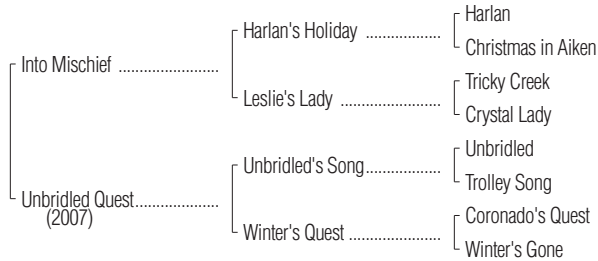 Harlan
Harlan's Holiday ..................
Christmas in Aiken
Into Mischief .......................
Tricky Creek
Leslie's Lady .......................
Crystal Lady
Unbridled
Unbridled's Song..................
Trolley Song
Unbridled Quest...................
(2007)
Coronado's Quest
Winter's Quest .....................
Winter's Gone